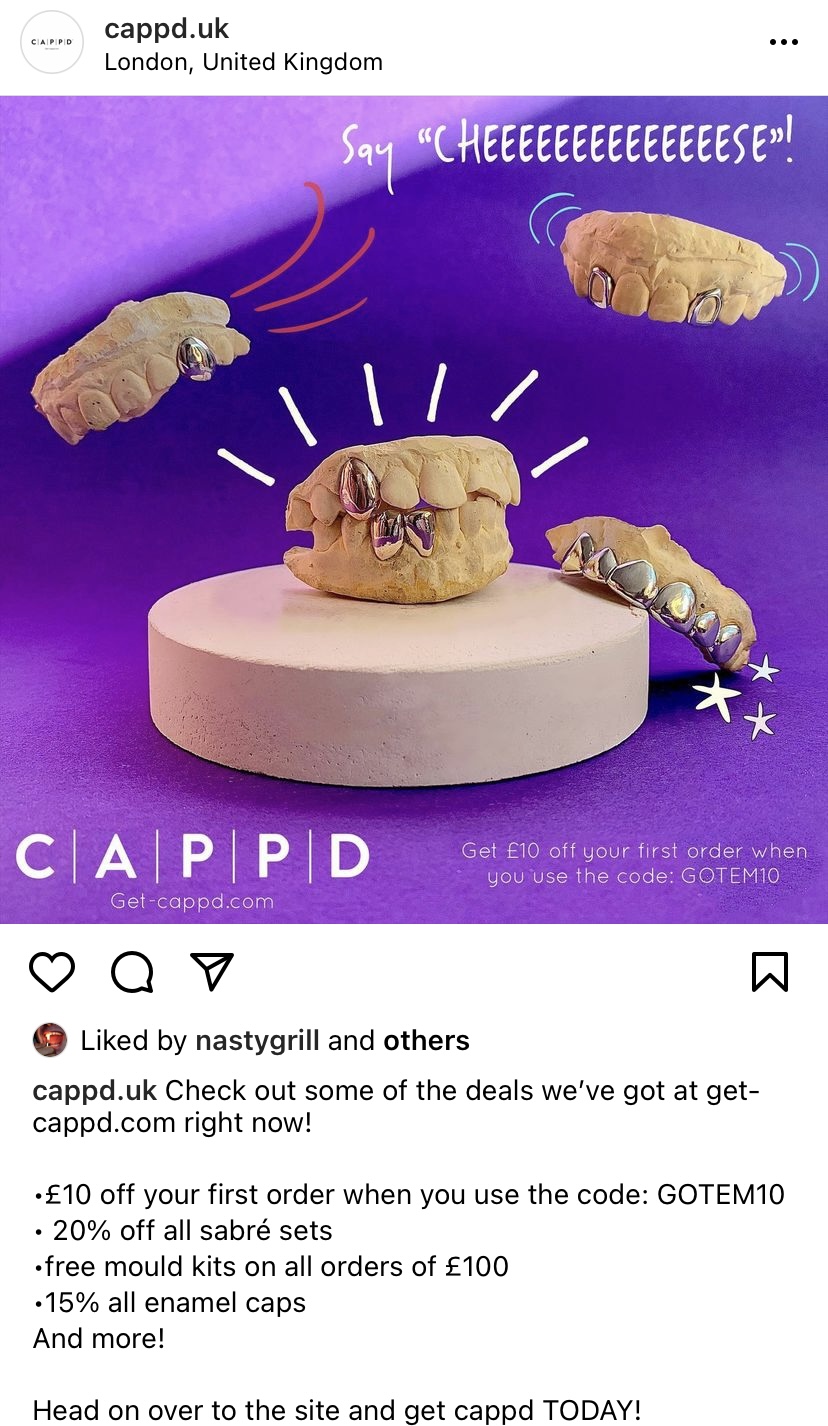 C|A|P|P|D
cappd.uk
London, United Kingdom
Say “CHEEEEEEEEEEEEEESE”!
C|A|P|P|D
Get-cappd.com
Get £10 off your first order when
you use the code: GOTEM10
Liked by nastygrill and others
cappd.uk Check out some of the deals we’ve got at get-
cappd.com right now!
•£10 off your first order when you use the code: GOTEM10
• 20% off all sabré sets
•free mould kits on all orders of £100
•15% all enamel caps
And more!
Head on over to the site and get cappd TODAY!